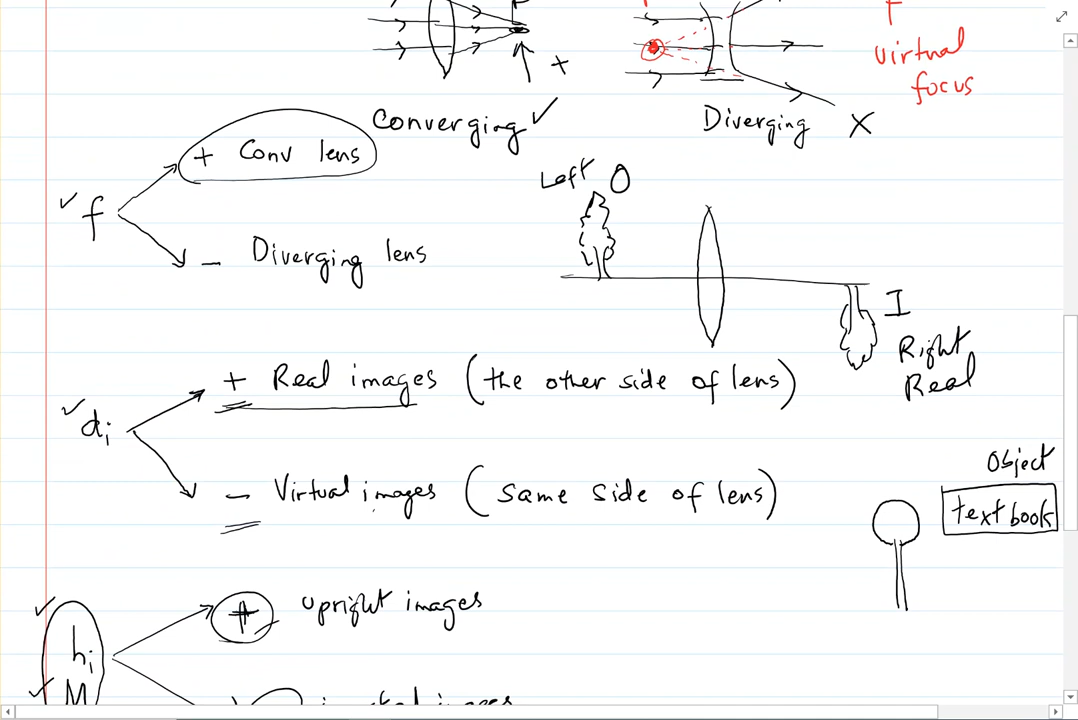 F
virtual
focus
+
Converging ✓
Diverging X
+ Conv lens
Left O
✓ f
- Diverging lens
I
Right
Real
+ Real images (the other side of lens)
✓ di
Object
- Virtual images (same side of lens)
textbook
+ upright images
✓ hi
✓ M
images